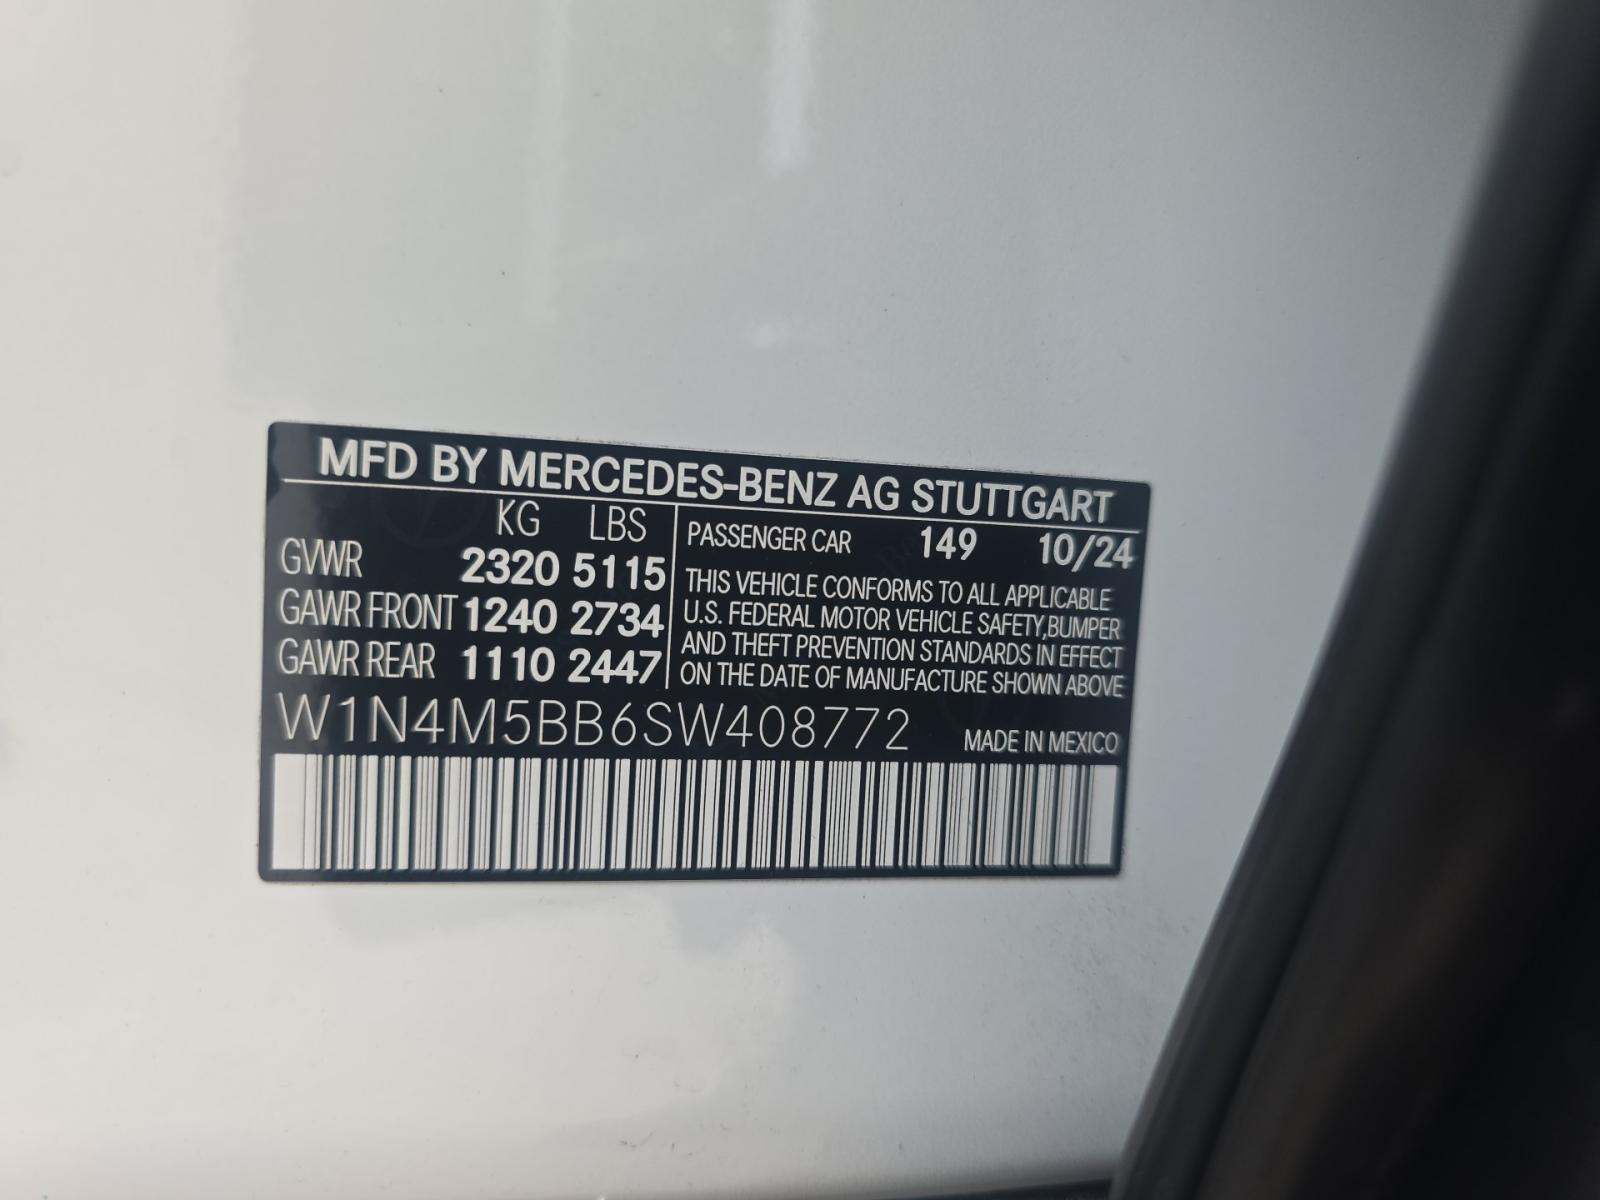 MFD BY MERCEDES-BENZ AG STUTTGART
KG LBS
GVWR 2320 5115
GAWR FRONT 1240 2734
GAWR REAR 1110 2447
PASSENGER CAR 149 10/24
THIS VEHICLE CONFORMS TO ALL APPLICABLE
U.S. FEDERAL MOTOR VEHICLE SAFETY,BUMPER
AND THEFT PREVENTION STANDARDS IN EFFECT
ON THE DATE OF MANUFACTURE SHOWN ABOVE
W1N4M5BB6SW408772
MADE IN MEXICO